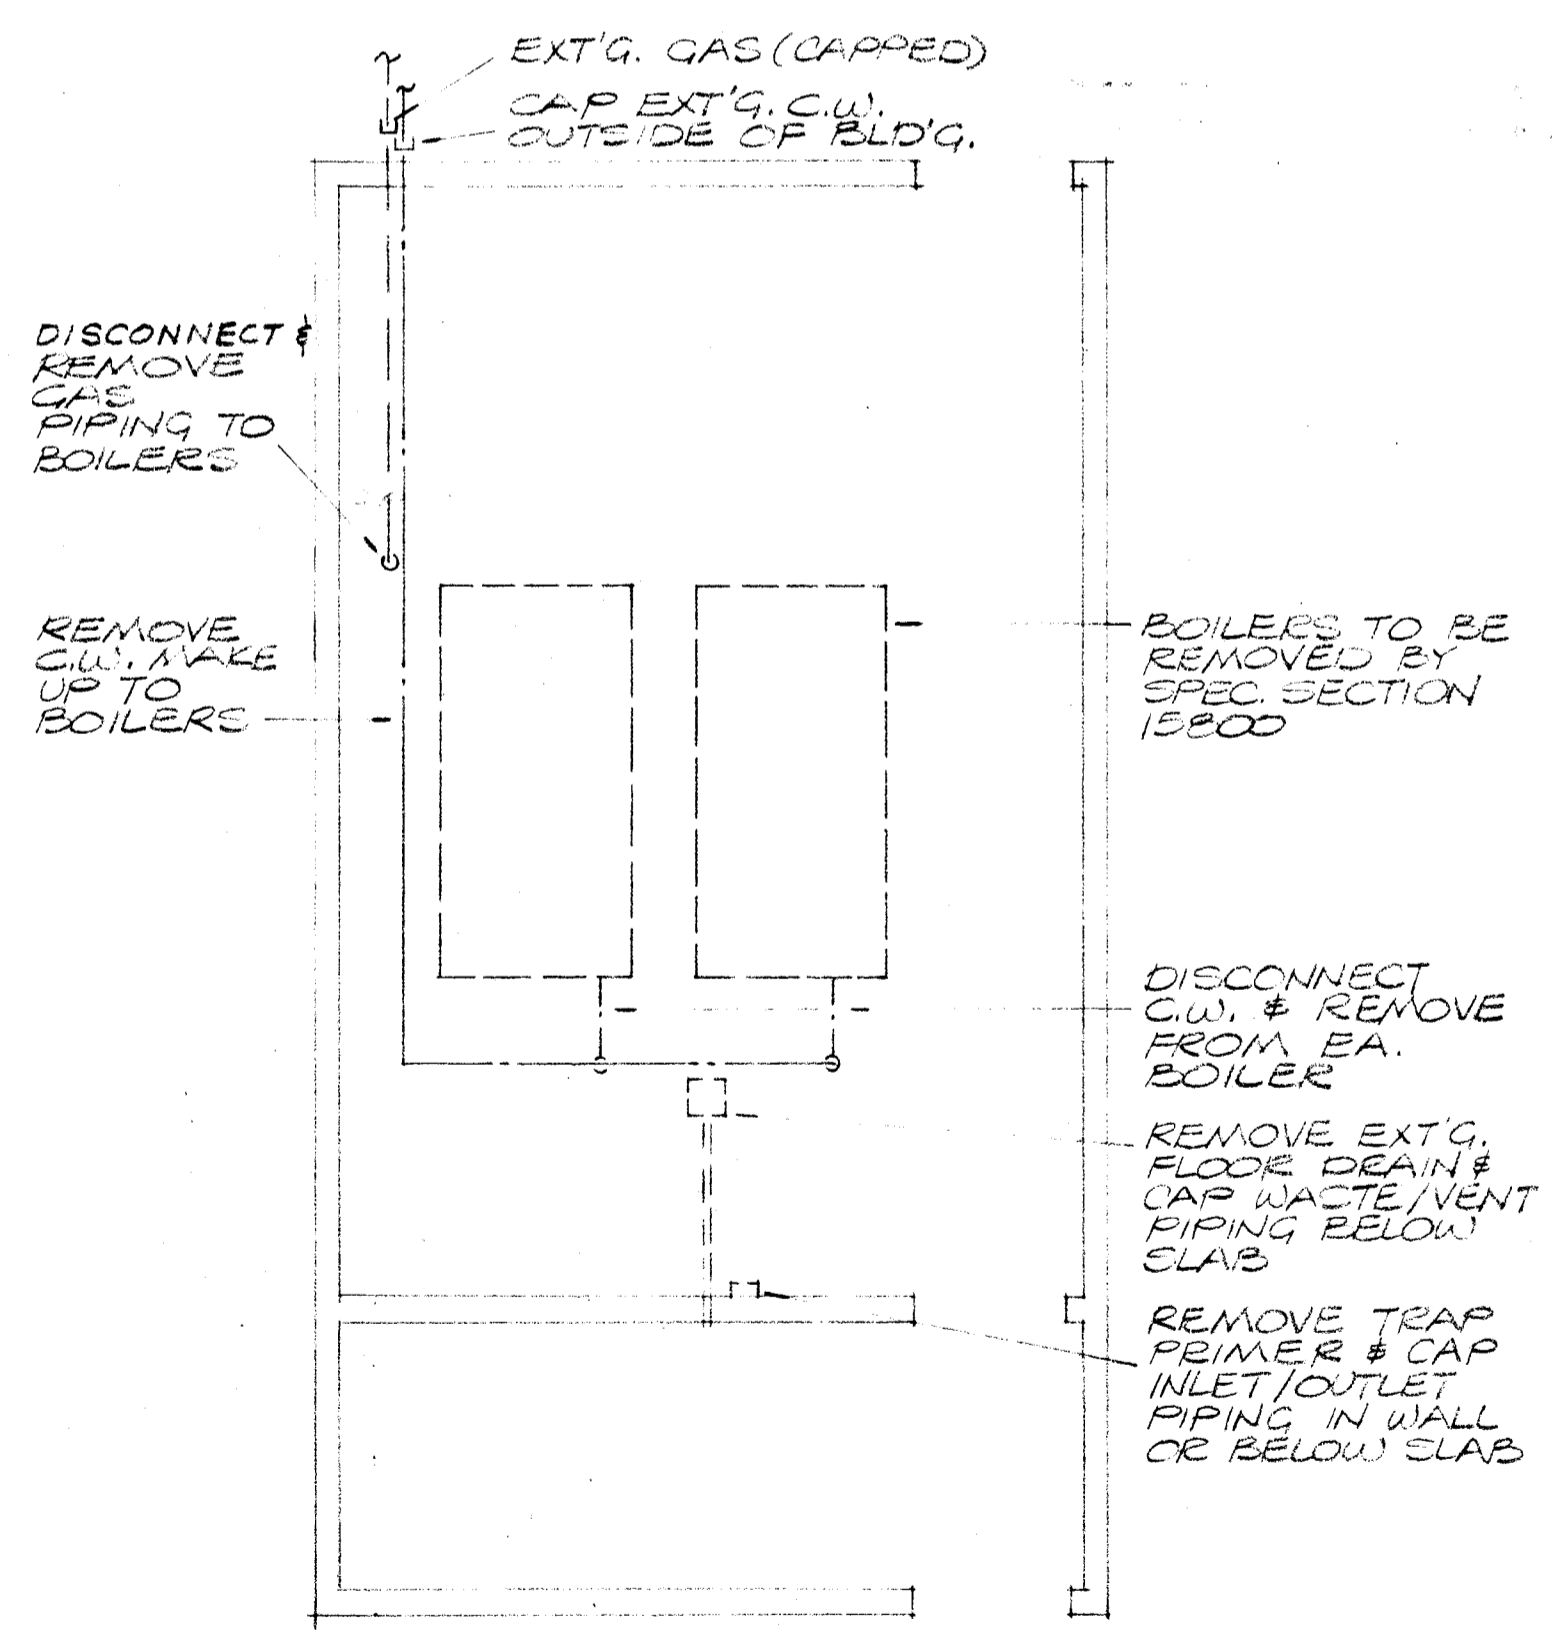 EXT'G. GAS (CAPPED)
CAP EXT'G. C.W.
OUTSIDE OF BLD'G.
DISCONNECT &
REMOVE
GAS
PIPING TO
BOILERS
REMOVE
C.W. MAKE
UP TO
BOILERS
BOILERS TO BE
REMOVED BY
SPEC. SECTION
15800
DISCONNECT
C.W. & REMOVE
FROM EA.
BOILER
REMOVE EXT'G.
FLOOR DRAIN &
CAP WASTE/VENT
PIPING BELOW
SLAB
REMOVE TRAP
PRIMER & CAP
INLET/OUTLET
PIPING IN WALL
OR BELOW SLAB